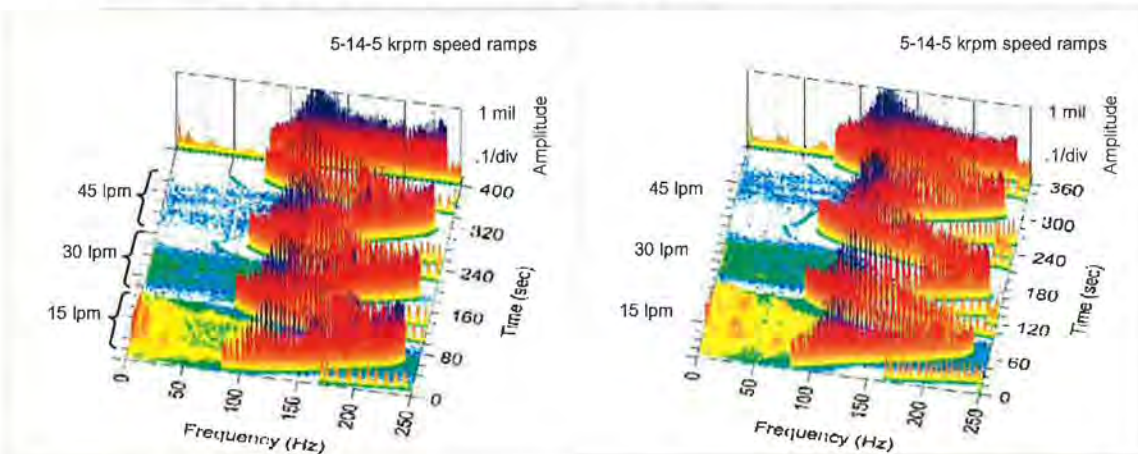 5-14-5 krpm speed ramps
1 mil
.1/div
Amplitude
45 lpm
30 lpm
15 lpm
400
320
240
160
80
0
Time (sec)
0
50
100
150
200
250
Frequency (Hz)
5-14-5 krpm speed ramps
1 mil
.1/div
Amplitude
45 lpm
30 lpm
15 lpm
360
300
240
180
120
60
0
Time (sec)
0
50
100
150
200
250
Frequency (Hz)